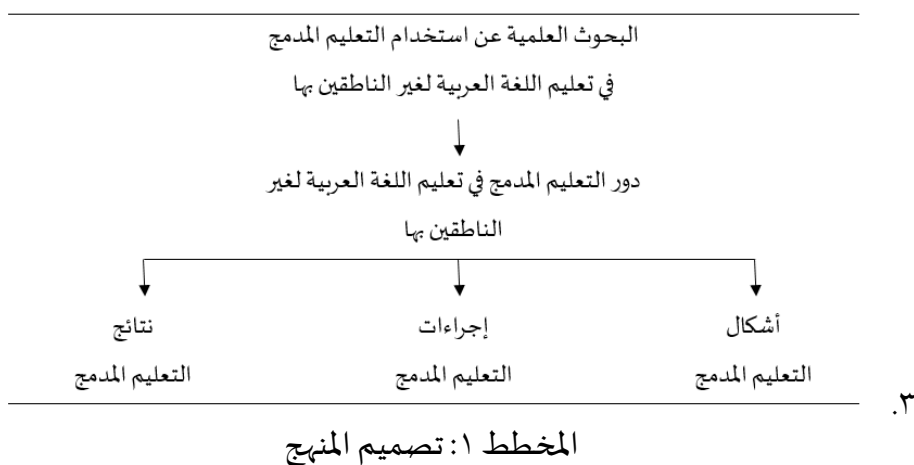 البحوث العلمية عن استخدام التعليم المدمج
في تعليم اللغة العربية لغير الناطقين بها
دور التعليم المدمج في تعليم اللغة العربية لغير
الناطقين بها
أشكال
التعليم المدمج
إجراءات
التعليم المدمج
نتائج
التعليم المدمج
٣.
المخطط ١: تصميم المنهج